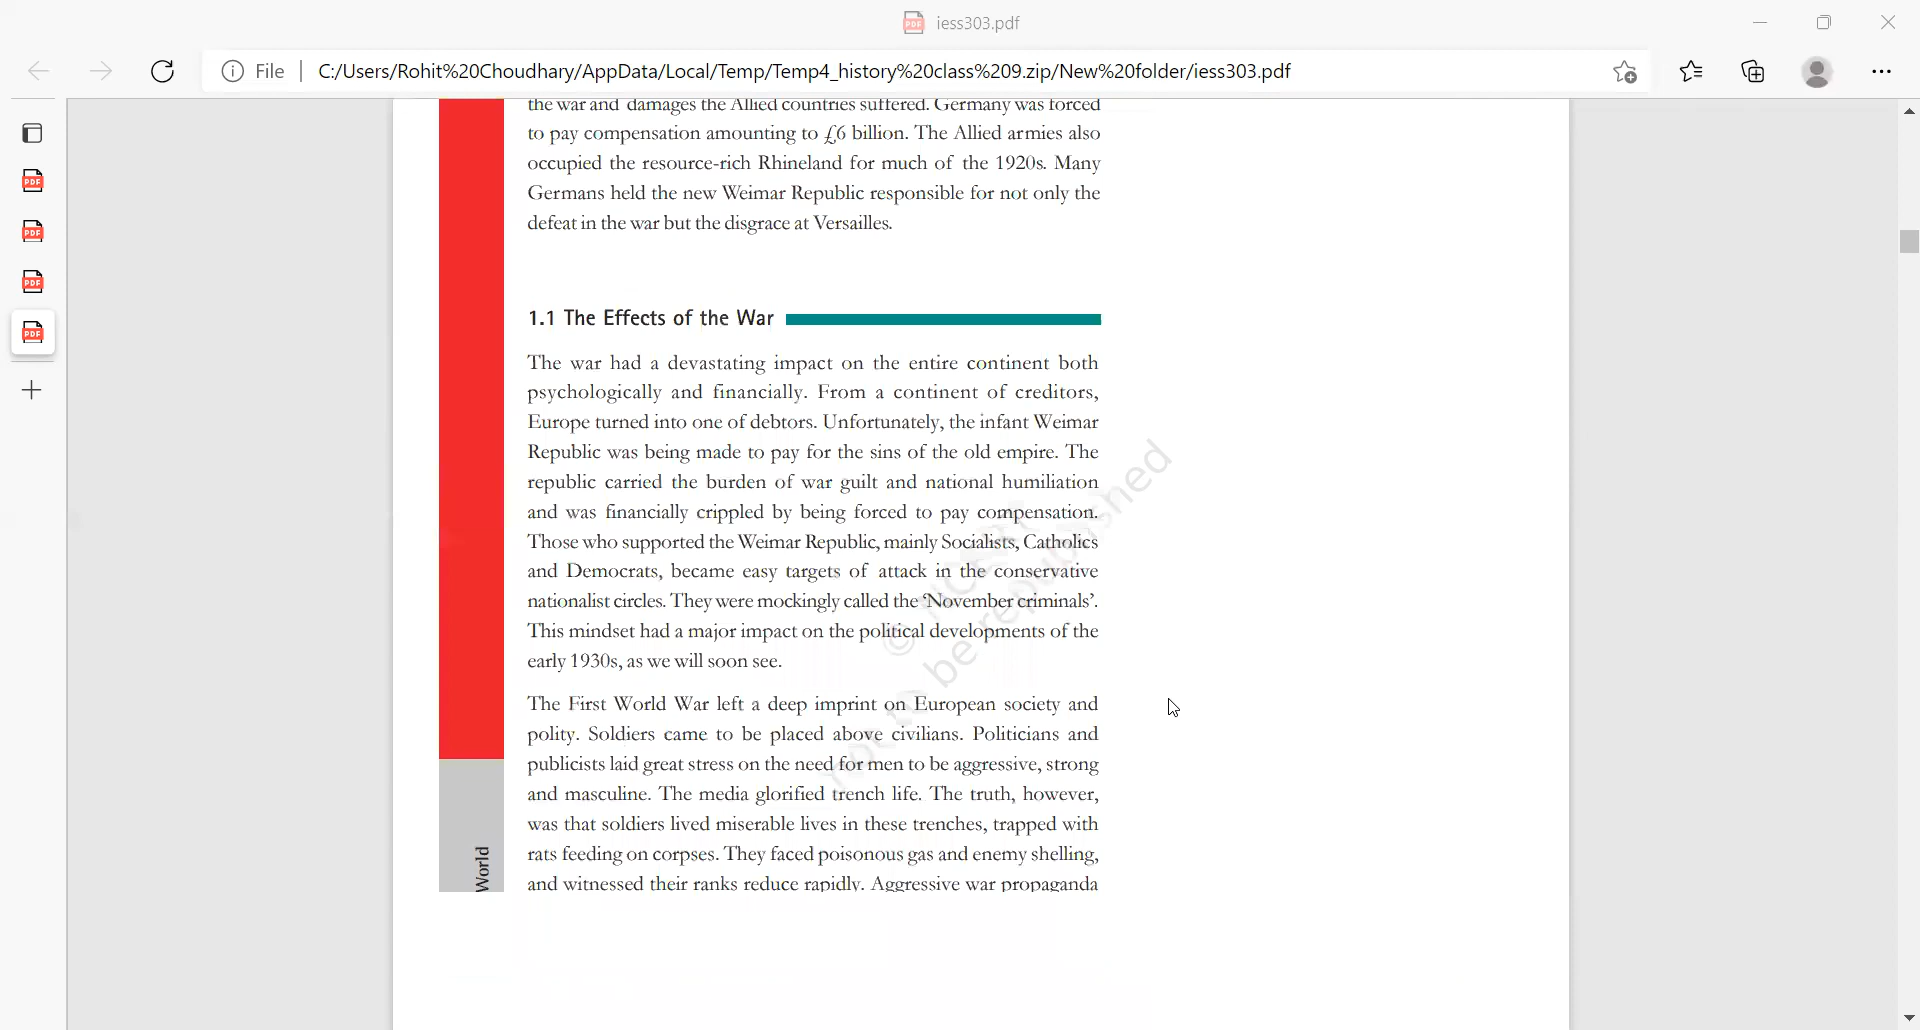 iess303.pdf
File
C:/Users/Rohit%20Choudhary/AppData/Local/Temp/Temp4_history%20class%209.zip/New%20folder/iess303.pdf
the war and damages the Allied countries suffered. Germany was forced
to pay compensation amounting to £6 billion. The Allied armies also
occupied the resource-rich Rhineland for much of the 1920s. Many
Germans held the new Weimar Republic responsible for not only the
defeat in the war but the disgrace at Versailles.
1.1 The Effects of the War
The war had a devastating impact on the entire continent both
psychologically and financially. From a continent of creditors,
Europe turned into one of debtors. Unfortunately, the infant Weimar
Republic was being made to pay for the sins of the old empire. The
republic carried the burden of war guilt and national humiliation
and was financially crippled by being forced to pay compensation.
Those who supported the Weimar Republic, mainly Socialists, Catholics
and Democrats, became easy targets of attack in the conservative
nationalist circles. They were mockingly called the ‘November criminals’.
This mindset had a major impact on the political developments of the
early 1930s, as we will soon see.
The First World War left a deep imprint on European society and
polity. Soldiers came to be placed above civilians. Politicians and
publicists laid great stress on the need for men to be aggressive, strong
and masculine. The media glorified trench life. The truth, however,
was that soldiers lived miserable lives in these trenches, trapped with
rats feeding on corpses. They faced poisonous gas and enemy shelling,
and witnessed their ranks reduce rapidly. Aggressive war propaganda
World
© NCERT
not to be republished